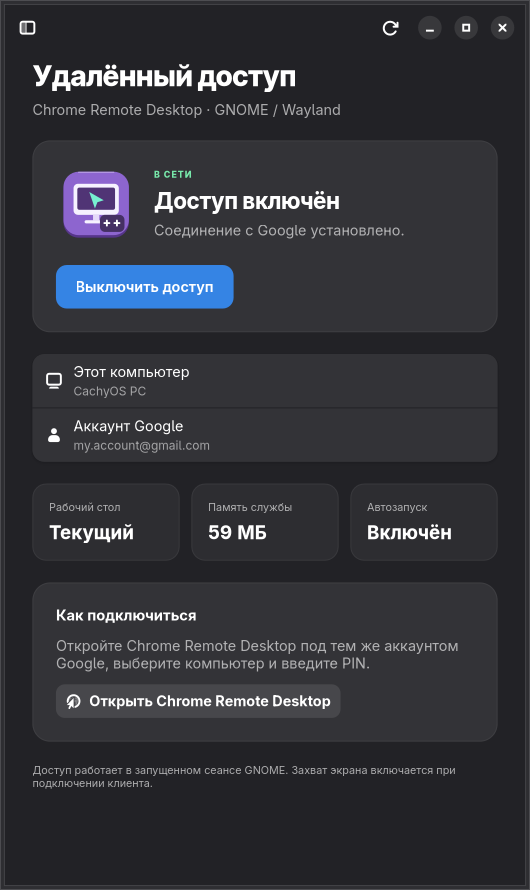 Удалённый доступ
Chrome Remote Desktop · GNOME / Wayland
В СЕТИ
Доступ включён
Соединение с Google установлено.
Выключить доступ
Этот компьютер
CachyOS PC
Аккаунт Google
my.account@gmail.com
Рабочий стол
Текущий
Память службы
59 МБ
Автозапуск
Включён
Как подключиться
Откройте Chrome Remote Desktop под тем же аккаунтом
Google, выберите компьютер и введите PIN.
Открыть Chrome Remote Desktop
Доступ работает в запущенном сеансе GNOME. Захват экрана включается при
подключении клиента.